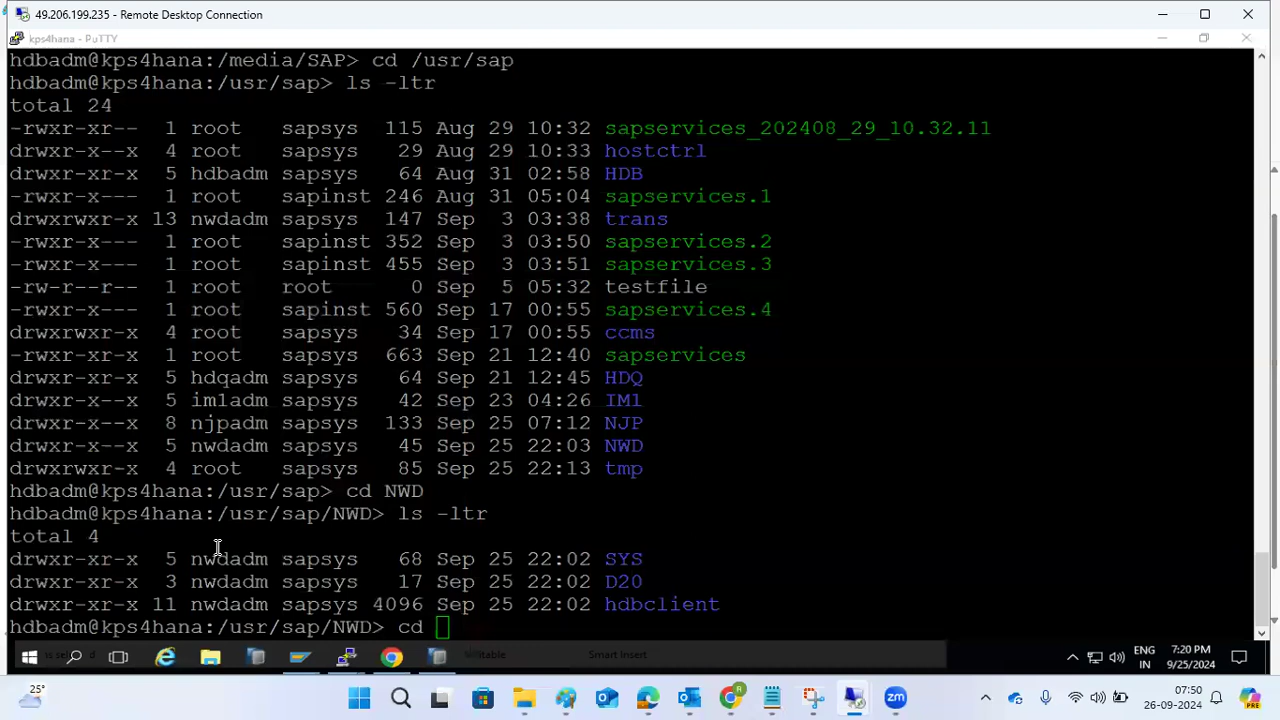 49.206.199.235 - Remote Desktop Connection
kps4hana - PuTTY
hdbadm@kps4hana:/media/SAP> cd /usr/sap
hdbadm@kps4hana:/usr/sap> ls -ltr
total 24
-rwxr-xr-- 1 root sapsys 115 Aug 29 10:32 sapservices_202408_29_10.32.11
drwxr-x--x 4 root sapsys 29 Aug 29 10:33 hostctrl
drwxr-xr-x 5 hdbadm sapsys 64 Aug 31 02:58 HDB
-rwxr-x--- 1 root sapinst 246 Aug 31 05:04 sapservices.1
drwxrwxr-x 13 nwdadm sapsys 147 Sep 3 03:38 trans
-rwxr-x--- 1 root sapinst 352 Sep 3 03:50 sapservices.2
-rwxr-x--- 1 root sapinst 455 Sep 3 03:51 sapservices.3
-rw-r--r-- 1 root root 0 Sep 5 05:32 testfile
-rwxr-x--- 1 root sapinst 560 Sep 17 00:55 sapservices.4
drwxrwxr-x 4 root sapsys 34 Sep 17 00:55 ccms
-rwxr-xr-- 1 root sapsys 663 Sep 21 12:40 sapservices
drwxr-xr-x 5 hdqadm sapsys 64 Sep 21 12:45 HDQ
drwxr-x--x 5 im1adm sapsys 42 Sep 23 04:26 IM1
drwxr-x--x 8 njpadm sapsys 133 Sep 25 07:12 NJP
drwxr-x--x 5 nwdadm sapsys 45 Sep 25 22:03 NWD
drwxrwxr-x 4 root sapsys 85 Sep 25 22:13 tmp
hdbadm@kps4hana:/usr/sap> cd NWD
hdbadm@kps4hana:/usr/sap/NWD> ls -ltr
total 4
drwxr-xr-x 5 nwdadm sapsys 68 Sep 25 22:02 SYS
drwxr-xr-x 3 nwdadm sapsys 17 Sep 25 22:02 D20
drwxr-xr-x 11 nwdadm sapsys 4096 Sep 25 22:02 hdbclient
hdbadm@kps4hana:/usr/sap/NWD> cd
Writable Smart Insert
ENG
IN
7:20 PM
9/25/2024
25°
07:50
26-09-2024
zm
PRE